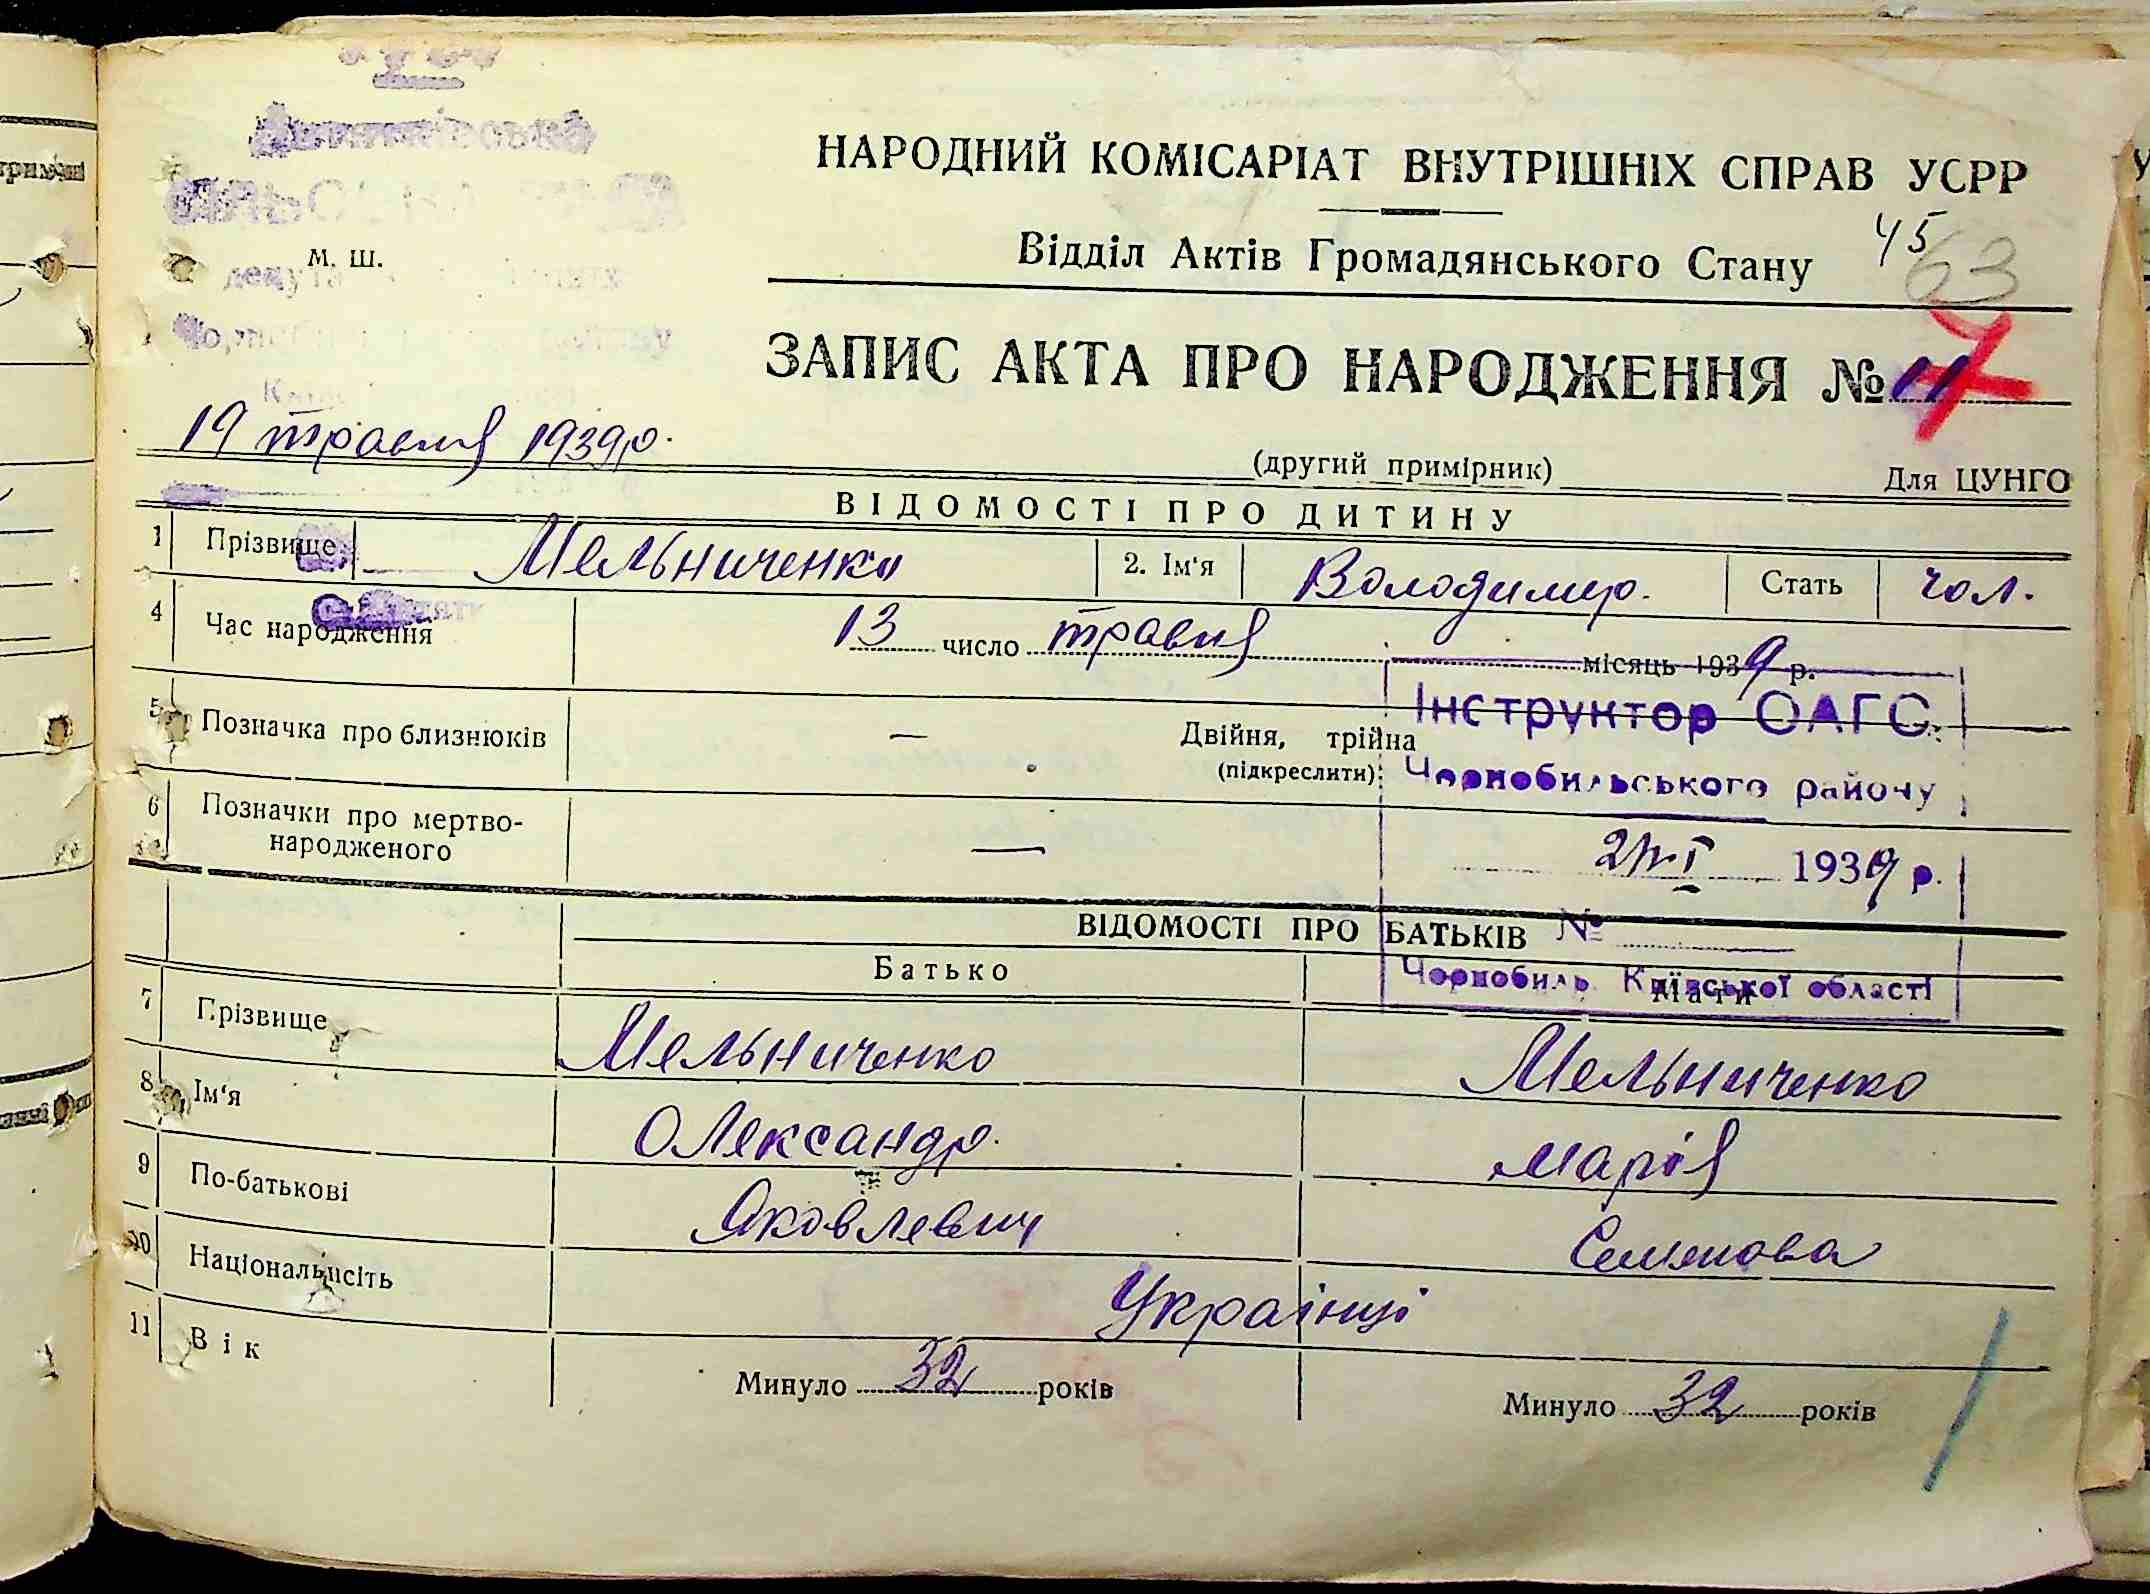 НАРОДНИЙ КОМІСАРІАТ ВНУТРІШНІХ СПРАВ УСРР
Відділ Актів Громадянського Стану 45 63
м. ш.
ЗАПИС АКТА ПРО НАРОДЖЕННЯ № 11 7
19 травня 1939 р.
(другий примірник) Для ЦУНГО
ВІДОМОСТІ ПРО ДИТИНУ
1 Прізвище Мельниченко 2. Ім'я Володимир. Стать чол.
4 Час народження 13 число травня місяць 1939 р.
Інструктор ОАГС.
5 Позначка про близнюків — Двійня, трійна
(підкреслити)
Чорнобильського району
6 Позначки про мертво-
народженого —
1939 р.
ВІДОМОСТІ ПРО БАТЬКІВ №
Батько Мати
Чорнобиль Київської області
7 Прізвище Мельниченко Мельниченко
8 Ім'я Олександр. Марія
9 По-батькові Яковлевич Семенова
10 Національність Українці
11 Вік Минуло 32 років Минуло 32 років